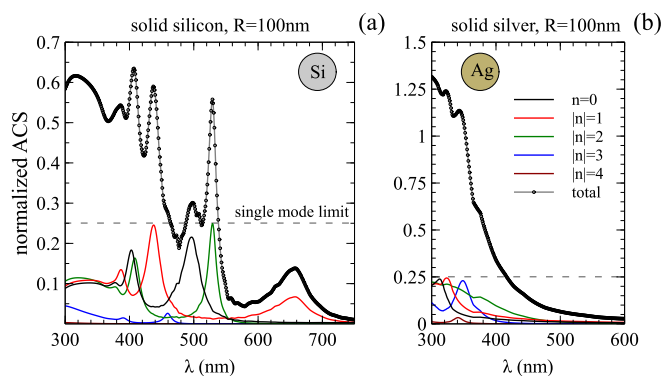 solid silicon, R=100nm (a)
solid silver, R=100nm (b)
normalized ACS
0.7
0.6
0.5
0.4
0.3
0.2
0.1
Si
single mode limit
300 400 500 600 700
λ (nm)
1.5
1.25
1
0.75
0.5
0.25
0
Ag
n=0
|n|=1
|n|=2
|n|=3
|n|=4
total
300 400 500 600
λ (nm)